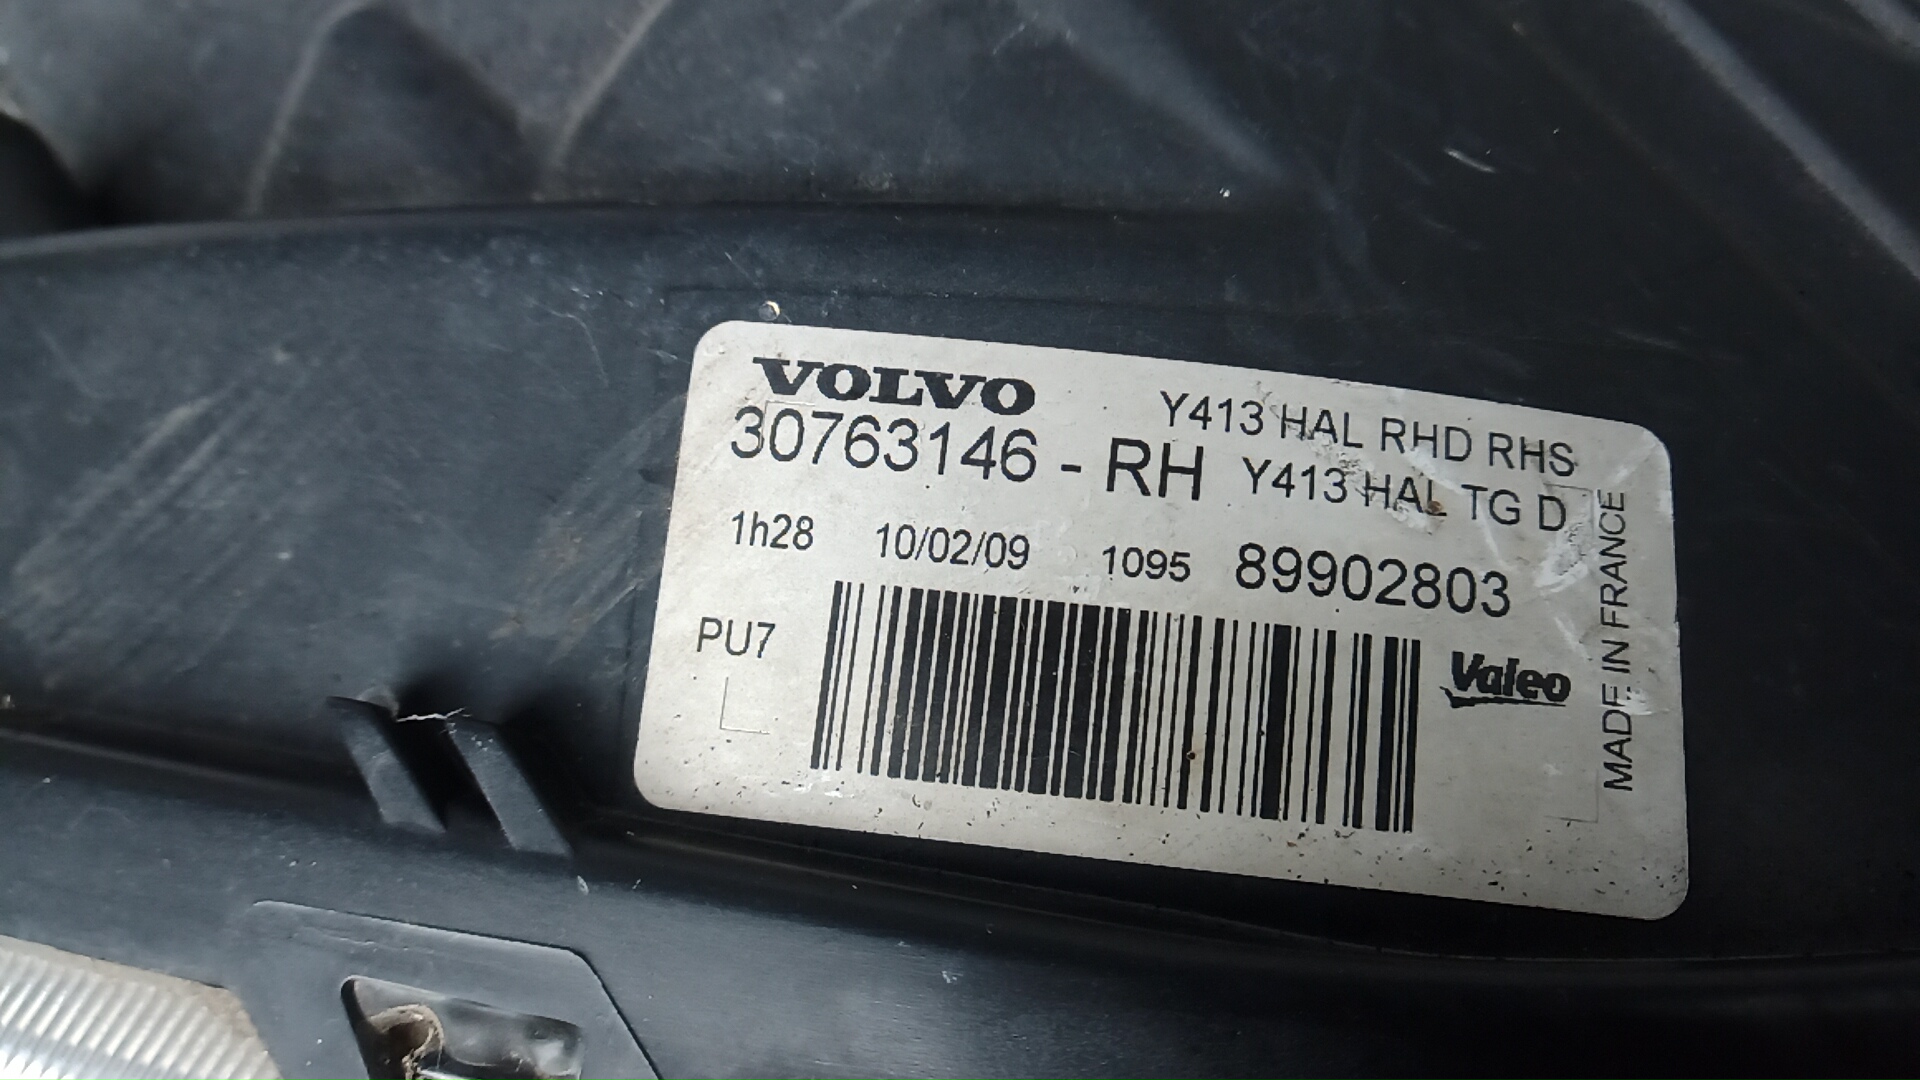 VOLVO
Y413 HAL RHD RHS
30763146 - RH Y413 HAL TG D
1h28 10/02/09 1095 89902803
PU7
Valeo
MADE IN FRANCE